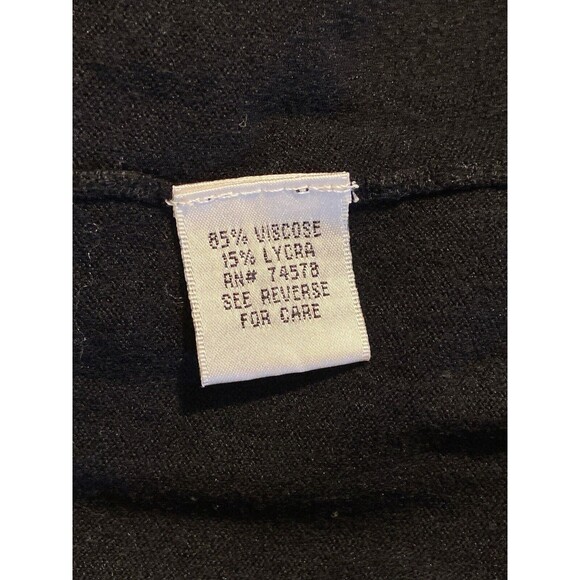 85% VISCOSE
15% LYCRA
RN# 74578
SEE REVERSE
FOR CARE